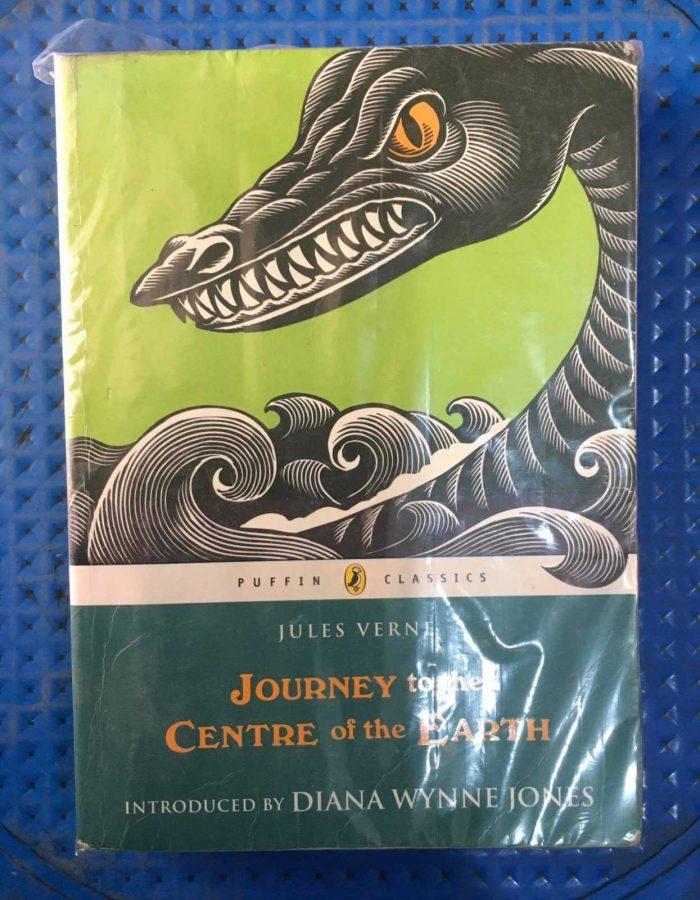 PUFFIN CLASSICS
JULES VERNE
JOURNEY to the
CENTRE of the EARTH
INTRODUCED BY DIANA WYNNE JONES